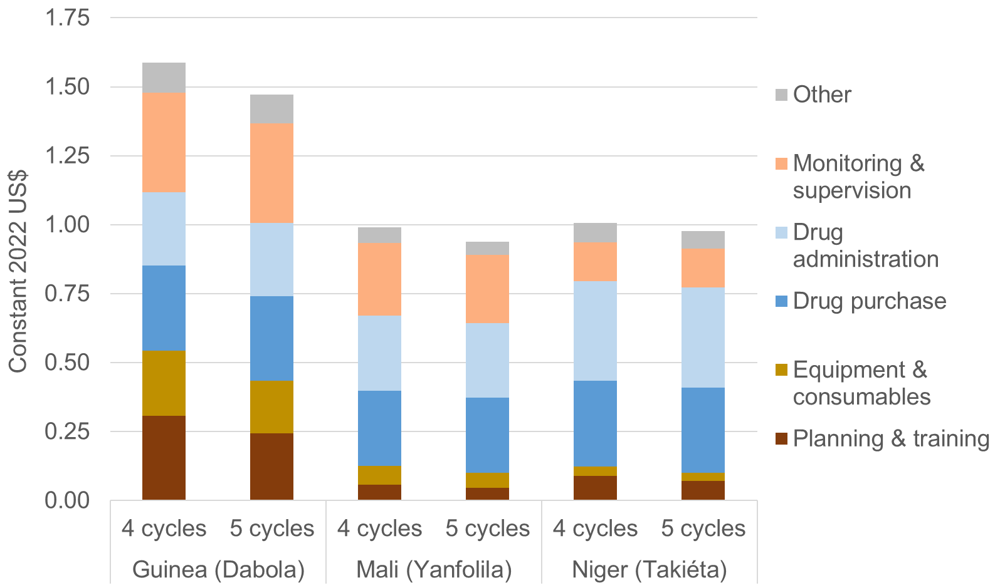 Constant 2022 US$
1.75
1.50
1.25
1.00
0.75
0.50
0.25
0.00
4 cycles
5 cycles
4 cycles
5 cycles
4 cycles
5 cycles
Guinea (Dabola)
Mali (Yanfolila)
Niger (Takiéta)
Other
Monitoring &
supervision
Drug
administration
Drug purchase
Equipment &
consumables
Planning & training